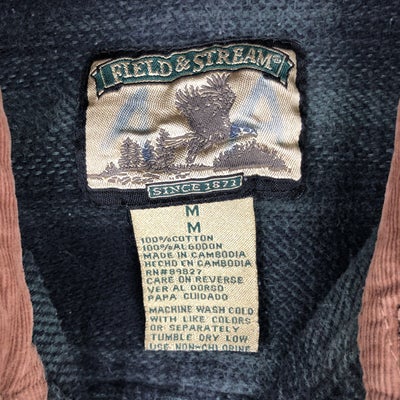 FIELD & STREAM®
SINCE 1871
M
M
100% COTTON
100% ALGODON
MADE IN CAMBODIA
HECHO EN CAMBODIA
RN#89827
CARE ON REVERSE
VER AL DORSO
PAPA CUIDADO
MACHINE WASH COLD
WITH LIKE COLORS
OR SEPARATELY
TUMBLE DRY LOW
USE NON-CHLORINE